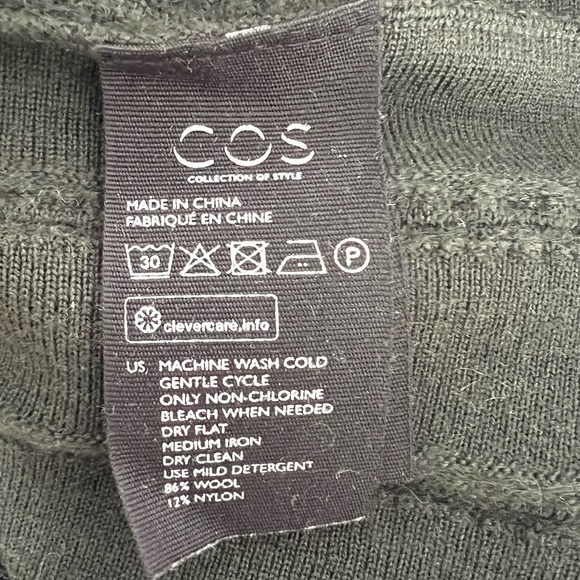 COS
COLLECTION OF STYLE
MADE IN CHINA
FABRIQUÉ EN CHINE
30 P
clevercare.info
US, MACHINE WASH COLD
GENTLE CYCLE
ONLY NON-CHLORINE
BLEACH WHEN NEEDED
DRY FLAT
MEDIUM IRON
DRY CLEAN
USE MILD DETERGENT
86% WOOL
12% NYLON